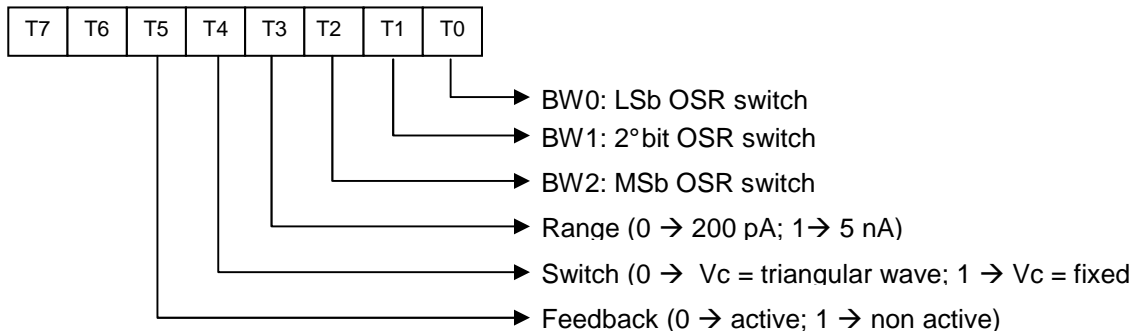 T7 T6 T5 T4 T3 T2 T1 T0
BW0: LSb OSR switch
BW1: 2°bit OSR switch
BW2: MSb OSR switch
Range (0 → 200 pA; 1→ 5 nA)
Switch (0 → Vc = triangular wave; 1 → Vc = fixed
Feedback (0 → active; 1 → non active)